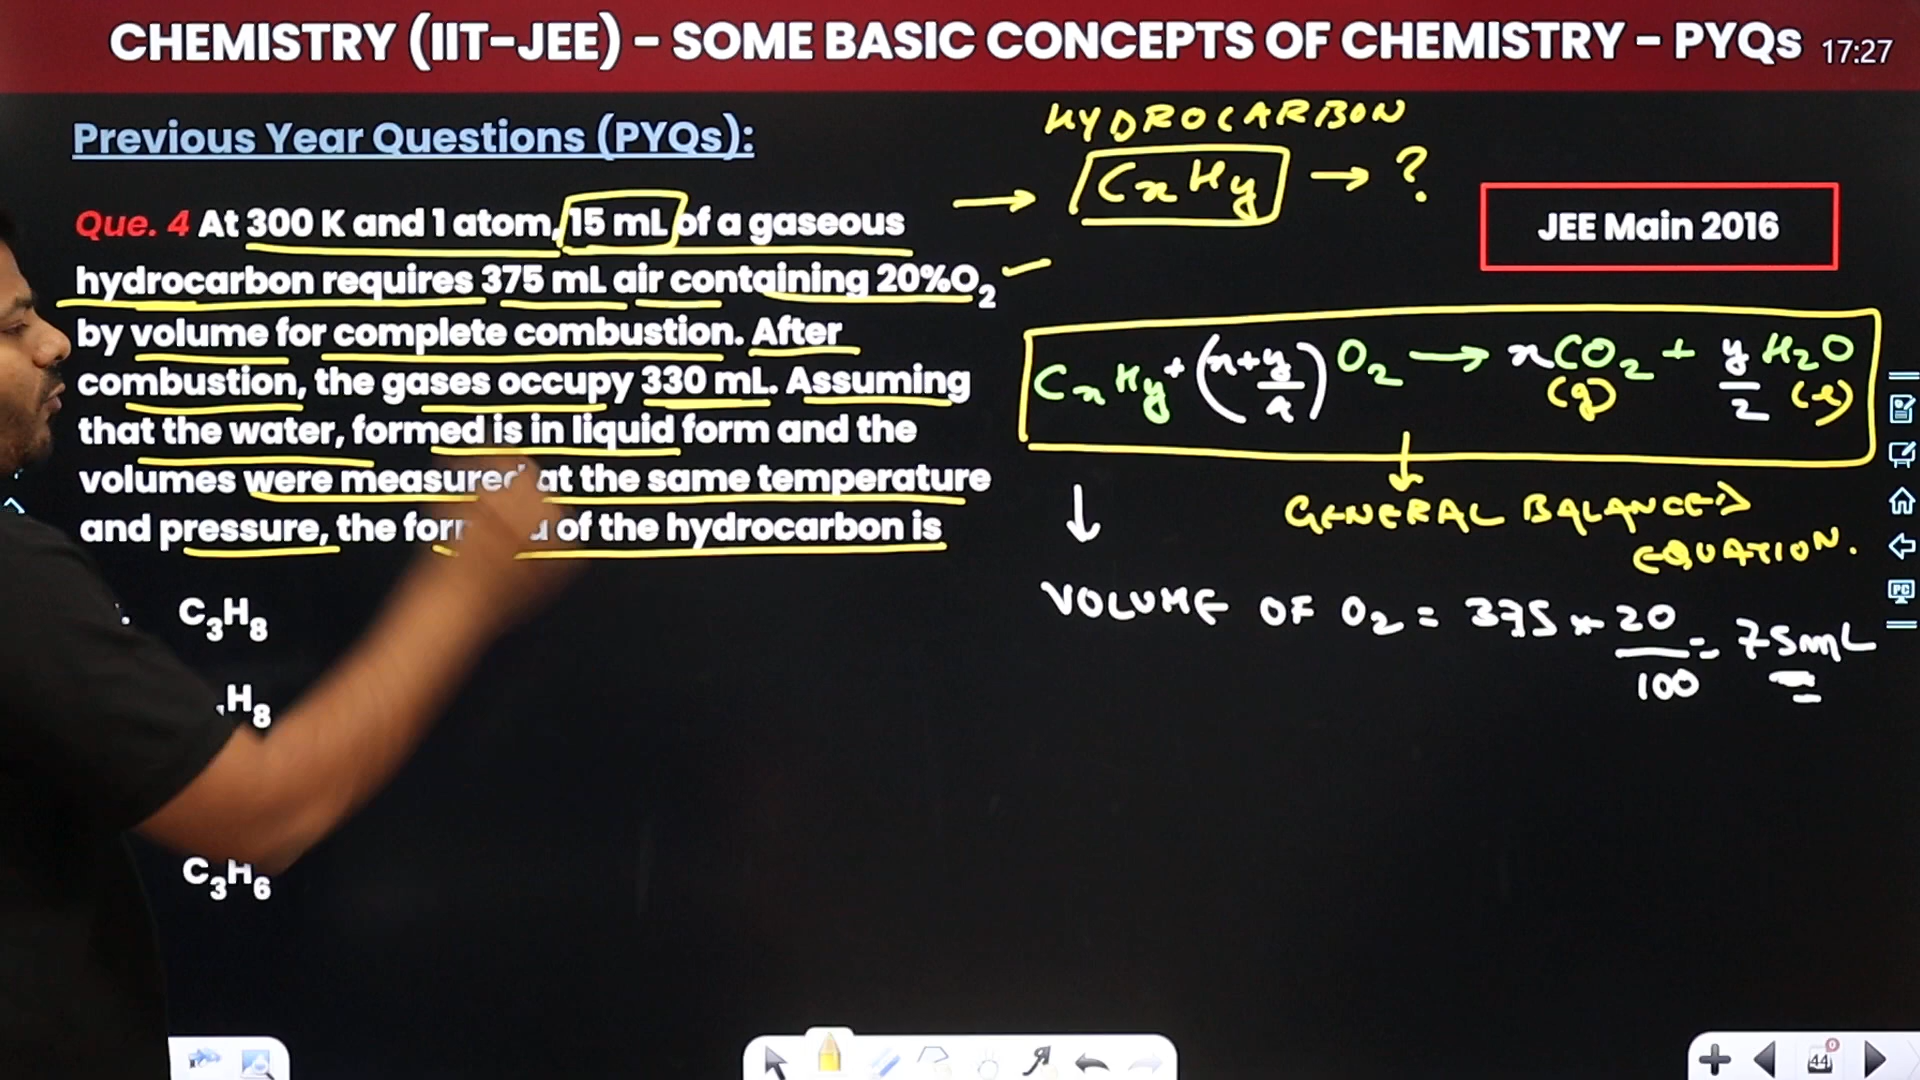 CHEMISTRY (IIT-JEE) - SOME BASIC CONCEPTS OF CHEMISTRY - PYQs 17:27
Previous Year Questions (PYQs):
Que. 4 At 300 K and 1 atom, 15 mL of a gaseous
hydrocarbon requires 375 mL air containing 20%O₂
by volume for complete combustion. After
combustion, the gases occupy 330 mL. Assuming
that the water, formed is in liquid form and the
volumes were measured at the same temperature
and pressure, the of the hydrocarbon is
C₃H₈
H₈
C₃H₆
HYDROCARBON
→ CxHy → ?
JEE Main 2016
CxHy + (x+y/4) O₂ → xCO₂ + y/2 H₂O
(g) (l)
GENERAL BALANCED
EQUATION.
VOLUME OF O₂ = 375 * 20/100 = 75mL
44